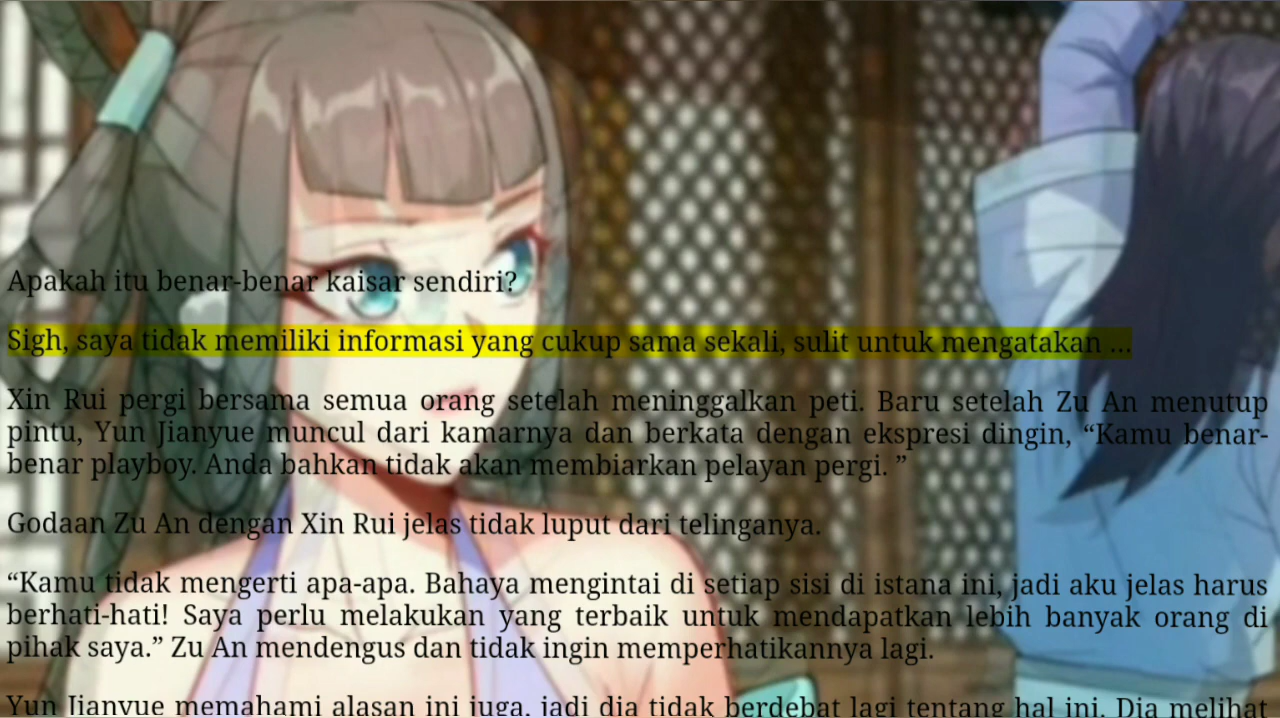 Apakah itu benar-benar kaisar sendiri?
Sigh, saya tidak memiliki informasi yang cukup sama sekali, sulit untuk mengatakan ...
Xin Rui pergi bersama semua orang setelah meninggalkan peti. Baru setelah Zu An menutup
pintu, Yun Jianyue muncul dari kamarnya dan berkata dengan ekspresi dingin, “Kamu benar-
benar playboy. Anda bahkan tidak akan membiarkan pelayan pergi. ”
Godaan Zu An dengan Xin Rui jelas tidak luput dari telinganya.
“Kamu tidak mengerti apa-apa. Bahaya mengintai di setiap sisi di istana ini, jadi aku jelas harus
berhati-hati! Saya perlu melakukan yang terbaik untuk mendapatkan lebih banyak orang di
pihak saya.” Zu An mendengus dan tidak ingin memperhatikannya lagi.
Yun Jianyue memahami alasan ini juga, jadi dia tidak berdebat lagi tentang hal ini. Dia melihat